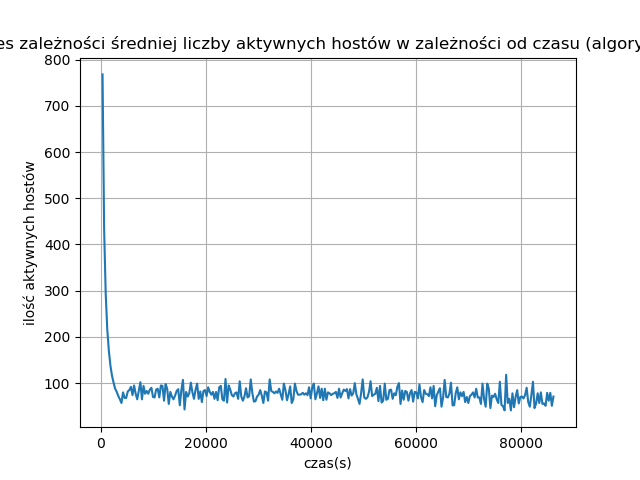 es zależności średniej liczby aktywnych hostów w zależności od czasu (algory
800
700
600
500
400
300
200
100
ilość aktywnych hostów
0 20000 40000 60000 80000
czas(s)